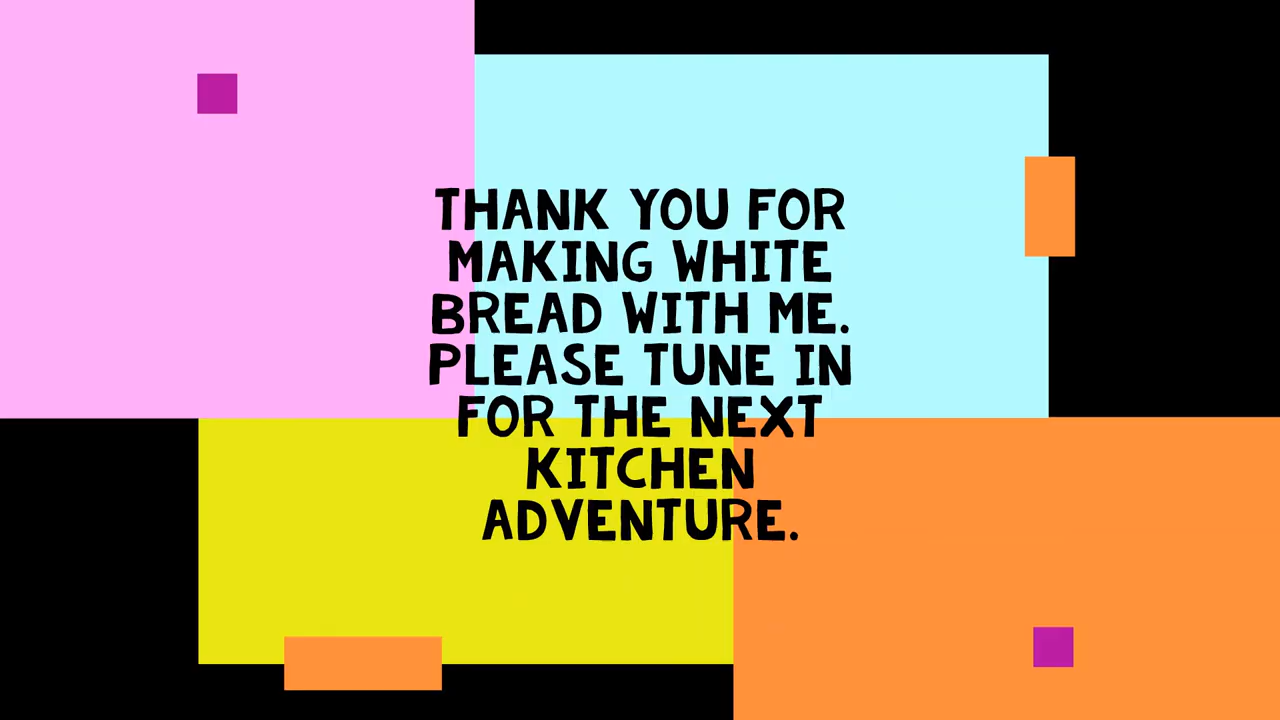 THANK YOU FOR
MAKING WHITE
BREAD WITH ME.
PLEASE TUNE IN
FOR THE NEXT
KITCHEN
ADVENTURE.